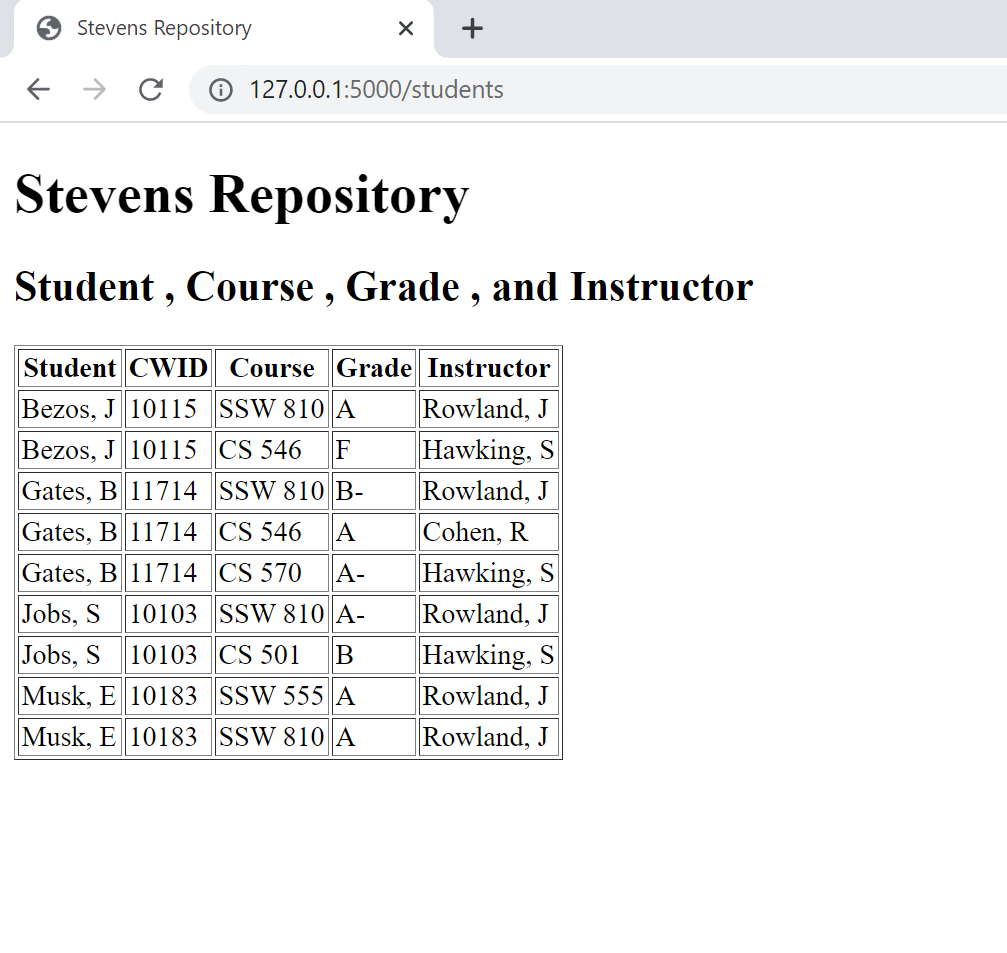 Stevens Repository
127.0.0.1:5000/students
Stevens Repository
Student , Course , Grade , and Instructor
Student CWID Course Grade Instructor
Bezos, J 10115 SSW 810 A Rowland, J
Bezos, J 10115 CS 546 F Hawking, S
Gates, B 11714 SSW 810 B- Rowland, J
Gates, B 11714 CS 546 A Cohen, R
Gates, B 11714 CS 570 A- Hawking, S
Jobs, S 10103 SSW 810 A- Rowland, J
Jobs, S 10103 CS 501 B Hawking, S
Musk, E 10183 SSW 555 A Rowland, J
Musk, E 10183 SSW 810 A Rowland, J